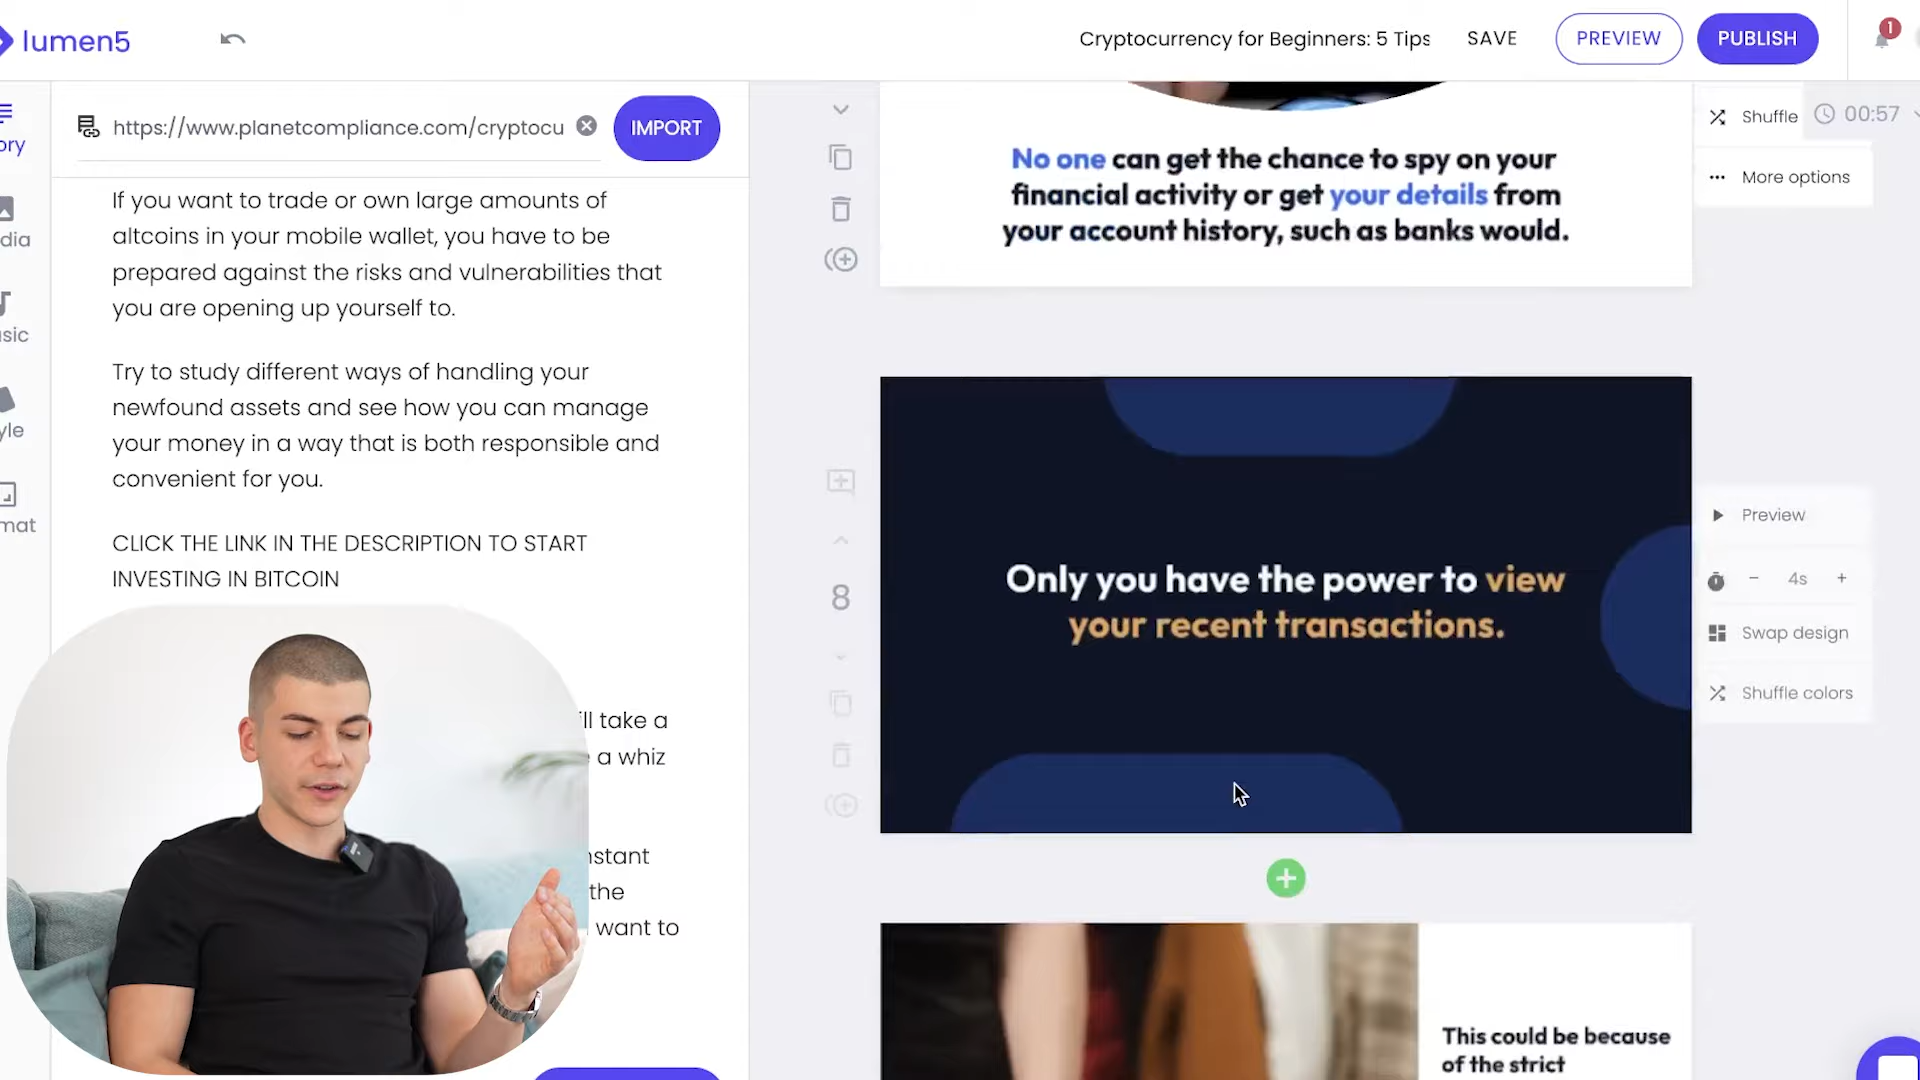 lumen5
Cryptocurrency for Beginners: 5 Tips
SAVE
PREVIEW
PUBLISH
1
https://www.planetcompliance.com/cryptocu
IMPORT
ory
dia
sic
yle
mat
If you want to trade or own large amounts of
altcoins in your mobile wallet, you have to be
prepared against the risks and vulnerabilities that
you are opening up yourself to.
Try to study different ways of handling your
newfound assets and see how you can manage
your money in a way that is both responsible and
convenient for you.
CLICK THE LINK IN THE DESCRIPTION TO START
INVESTING IN BITCOIN
ll take a
a whiz
nstant
the
want to
No one can get the chance to spy on your
financial activity or get your details from
your account history, such as banks would.
Shuffle
00:57
More options
8
Only you have the power to view
your recent transactions.
Preview
4s
Swap design
Shuffle colors
This could be because
of the strict